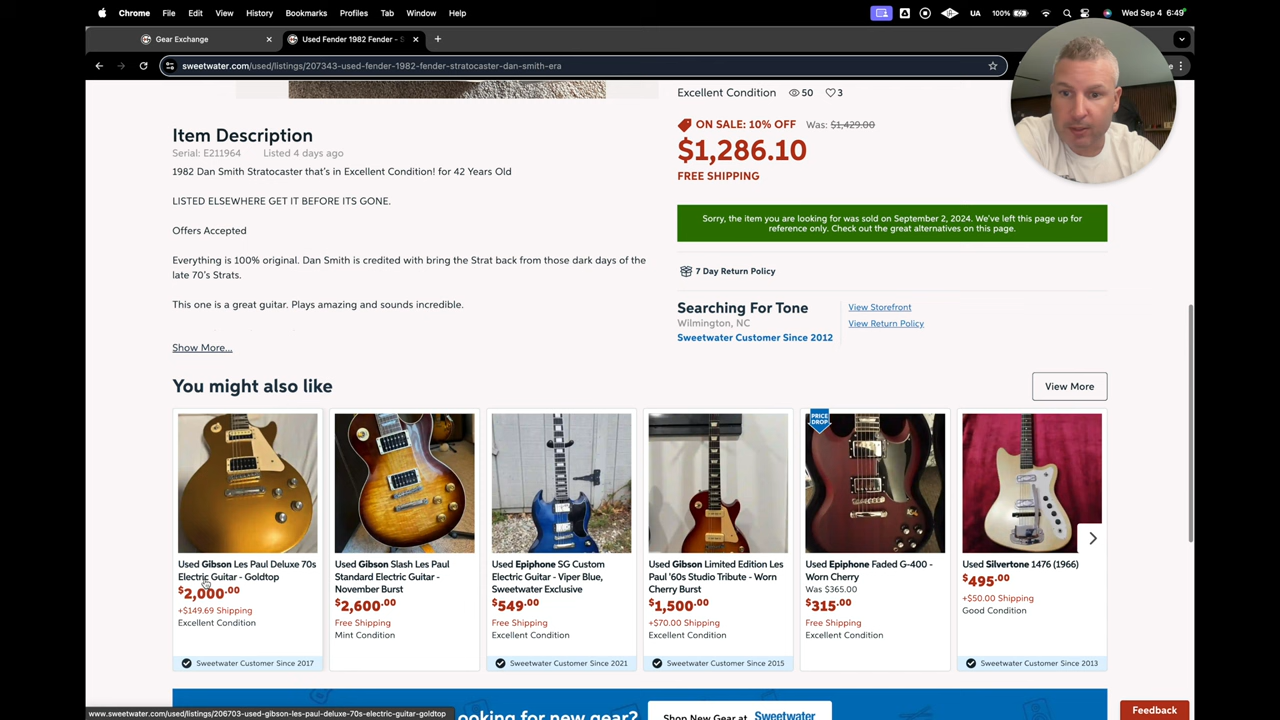 Chrome File Edit View History Bookmarks Profiles Tab Window Help
UA 100% Wed Sep 4 6:49
Gear Exchange
Used Fender 1982 Fender - S
sweetwater.com/used/listings/207343-used-fender-1982-fender-stratocaster-dan-smith-era
Excellent Condition 50 3
ON SALE: 10% OFF Was: $1,429.00
$1,286.10
FREE SHIPPING
Sorry, the item you are looking for was sold on September 2, 2024. We've left this page up for
reference only. Check out the great alternatives on this page.
7 Day Return Policy
Searching For Tone
Wilmington, NC
Sweetwater Customer Since 2012
View Storefront
View Return Policy
Item Description
Serial: E211964 Listed 4 days ago
1982 Dan Smith Stratocaster that's in Excellent Condition! for 42 Years Old
LISTED ELSEWHERE GET IT BEFORE ITS GONE.
Offers Accepted
Everything is 100% original. Dan Smith is credited with bring the Strat back from those dark days of the
late 70's Strats.
This one is a great guitar. Plays amazing and sounds incredible.
Show More...
You might also like
View More
Used Gibson Les Paul Deluxe 70s
Electric Guitar - Goldtop
$2,000.00
+$149.69 Shipping
Excellent Condition
Sweetwater Customer Since 2017
Used Gibson Slash Les Paul
Standard Electric Guitar -
November Burst
$2,600.00
Free Shipping
Mint Condition
Used Epiphone SG Custom
Electric Guitar - Viper Blue,
Sweetwater Exclusive
$549.00
Free Shipping
Excellent Condition
Sweetwater Customer Since 2021
Used Gibson Limited Edition Les
Paul '60s Studio Tribute - Worn
Cherry Burst
$1,500.00
+$70.00 Shipping
Excellent Condition
Sweetwater Customer Since 2015
PRICE
DROP
Used Epiphone Faded G-400 -
Worn Cherry
Was $365.00
$315.00
Free Shipping
Excellent Condition
Used Silvertone 1476 (1966)
$495.00
+$50.00 Shipping
Good Condition
Sweetwater Customer Since 2013
ooking for new gear?
Shop New Gear at Sweetwater
Feedback
www.sweetwater.com/used/listings/206703-used-gibson-les-paul-deluxe-70s-electric-guitar-goldtop